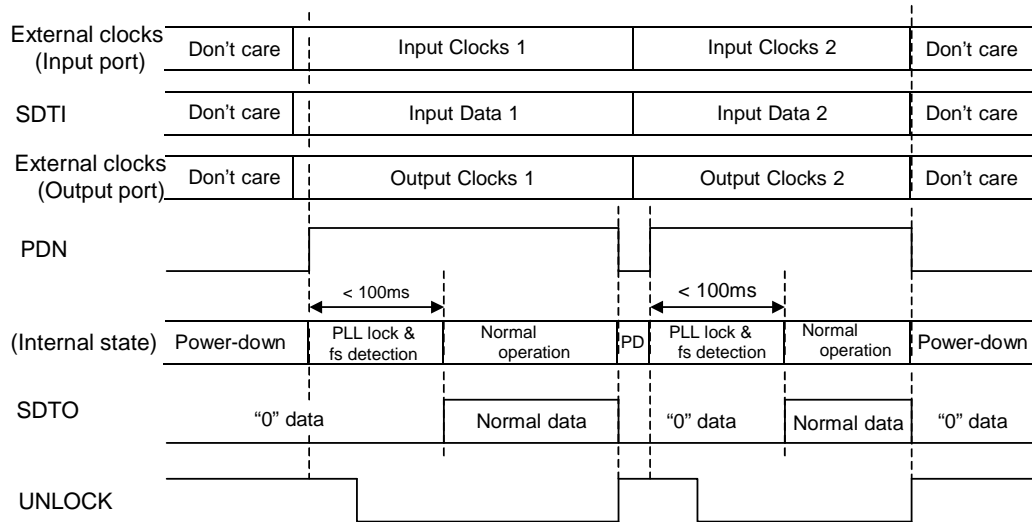 External clocks
(Input port)
Don't care
Input Clocks 1
Input Clocks 2
Don't care
SDTI
Don't care
Input Data 1
Input Data 2
Don't care
External clocks
(Output port)
Don't care
Output Clocks 1
Output Clocks 2
Don't care
PDN
< 100ms
< 100ms
(Internal state)
Power-down
PLL lock &
fs detection
Normal
operation
PD
PLL lock &
fs detection
Normal
operation
Power-down
SDTO
“0” data
Normal data
“0” data
Normal data
“0” data
UNLOCK